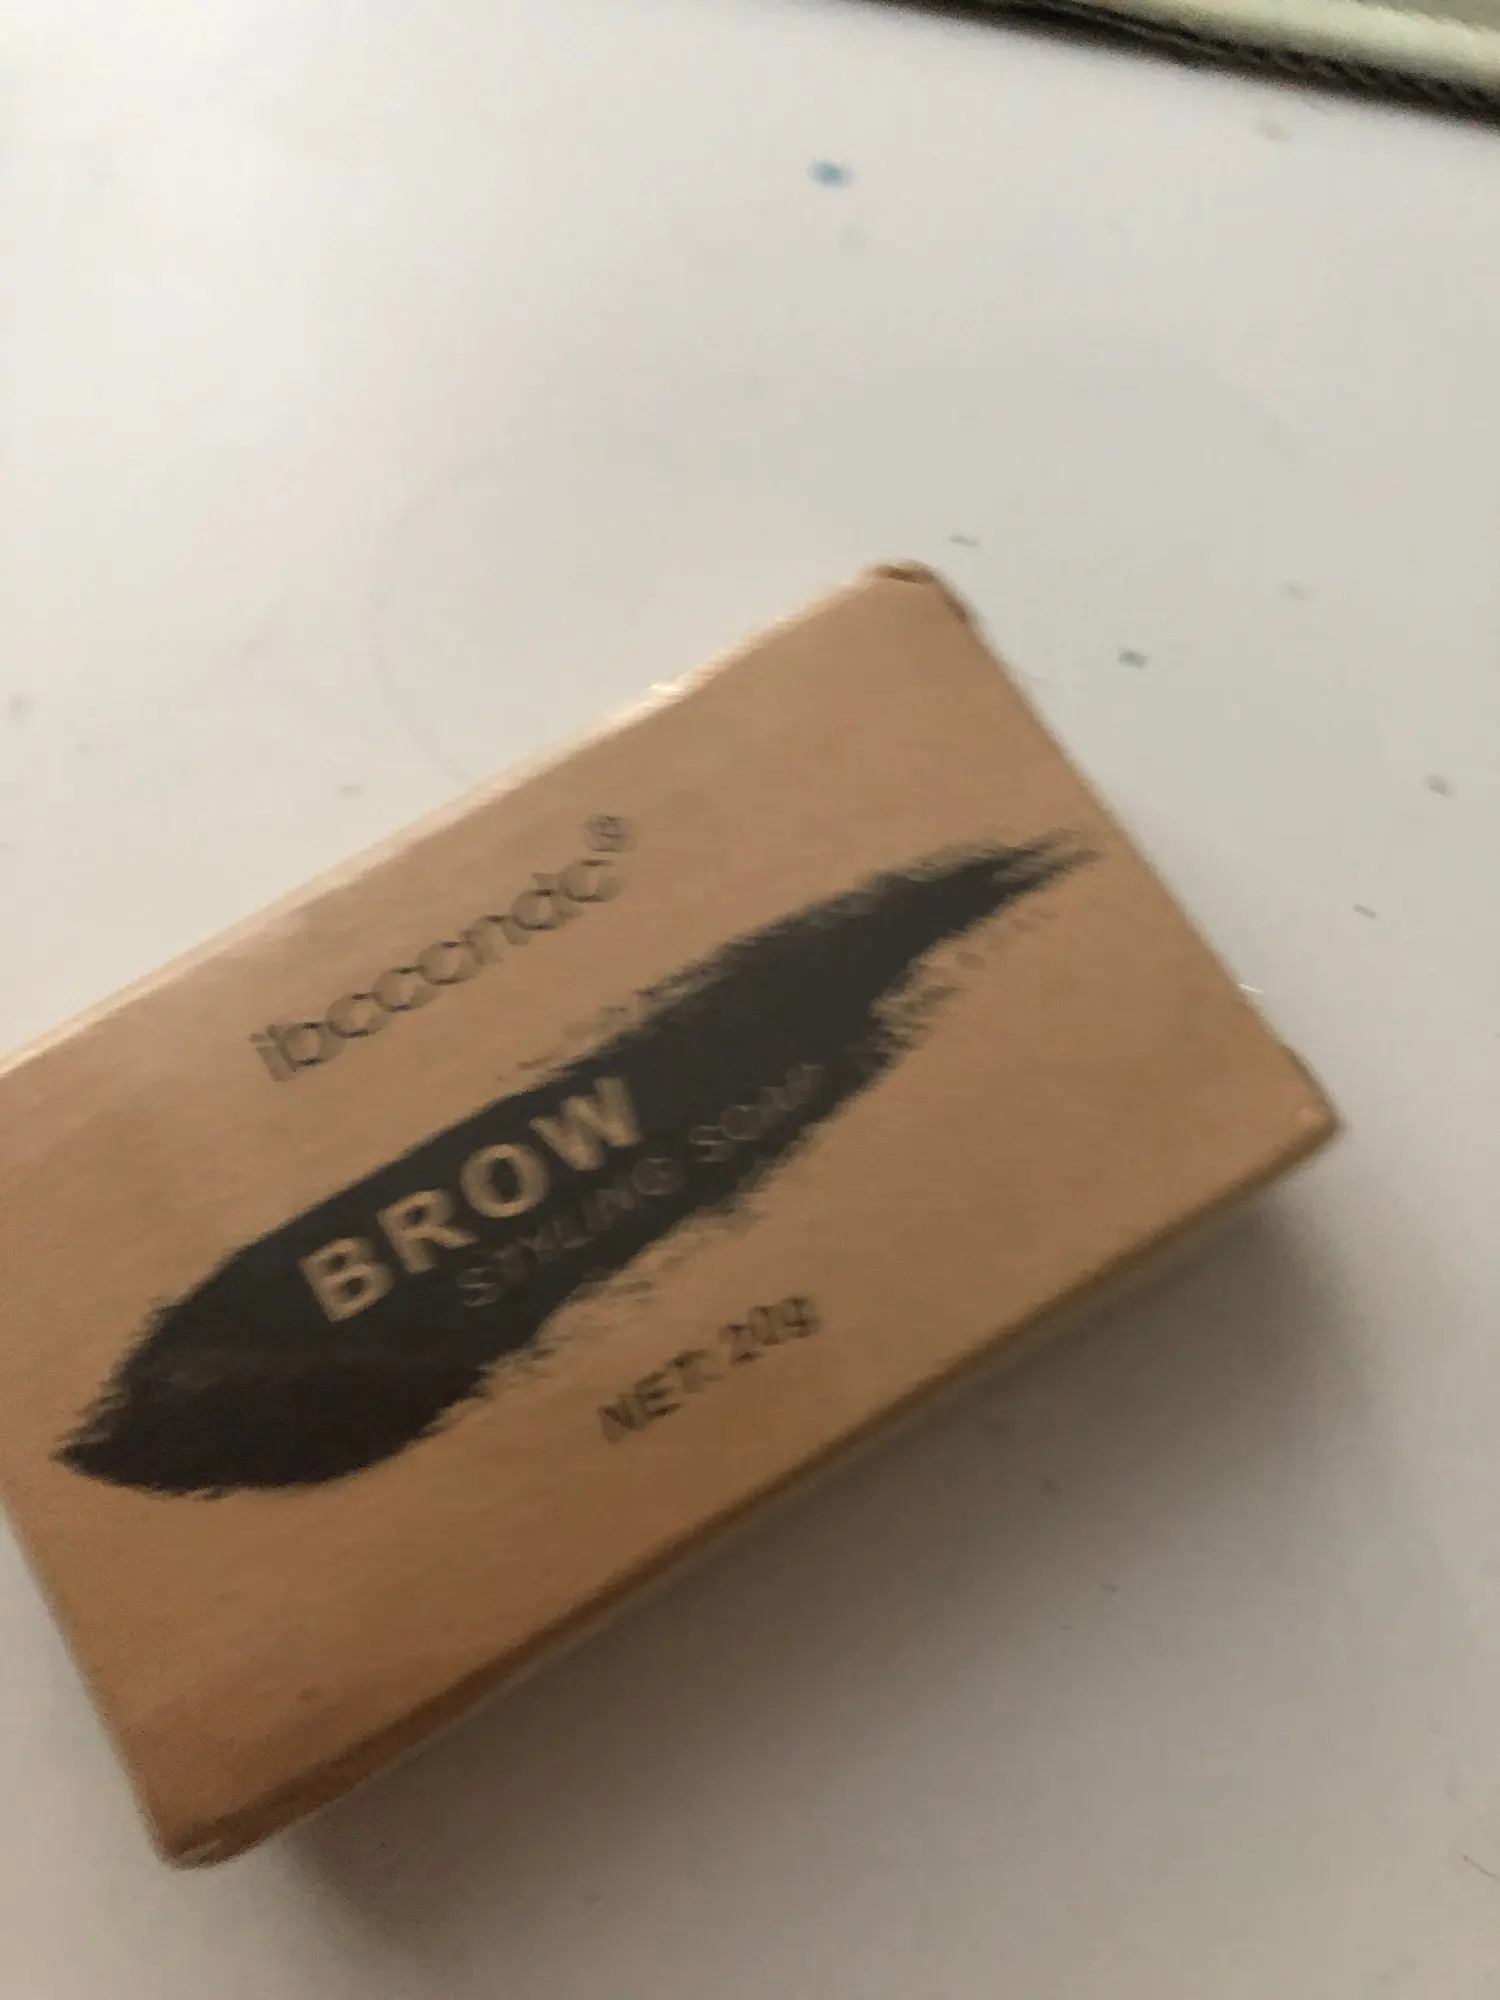 ibcccndc®
BROW
STYLING SOAP
NET: 20g